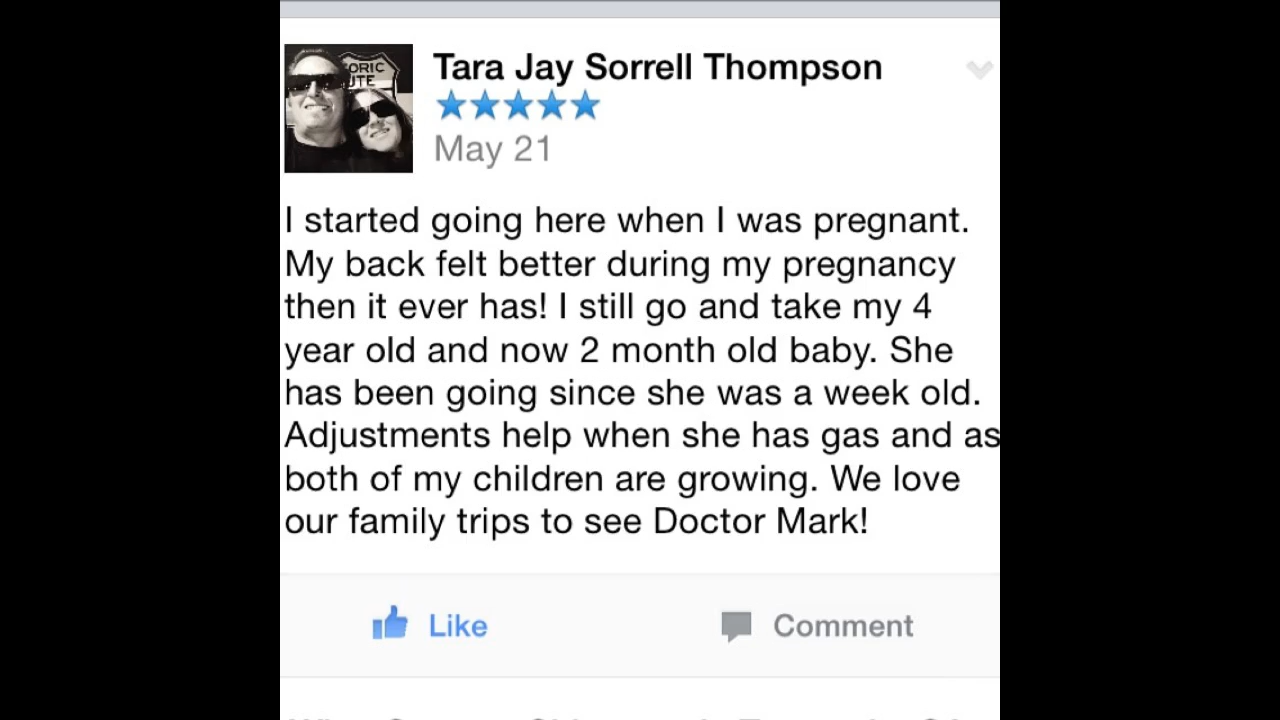 ORIC
UTE
Tara Jay Sorrell Thompson
May 21
I started going here when I was pregnant.
My back felt better during my pregnancy
then it ever has! I still go and take my 4
year old and now 2 month old baby. She
has been going since she was a week old.
Adjustments help when she has gas and as
both of my children are growing. We love
our family trips to see Doctor Mark!
Like
Comment